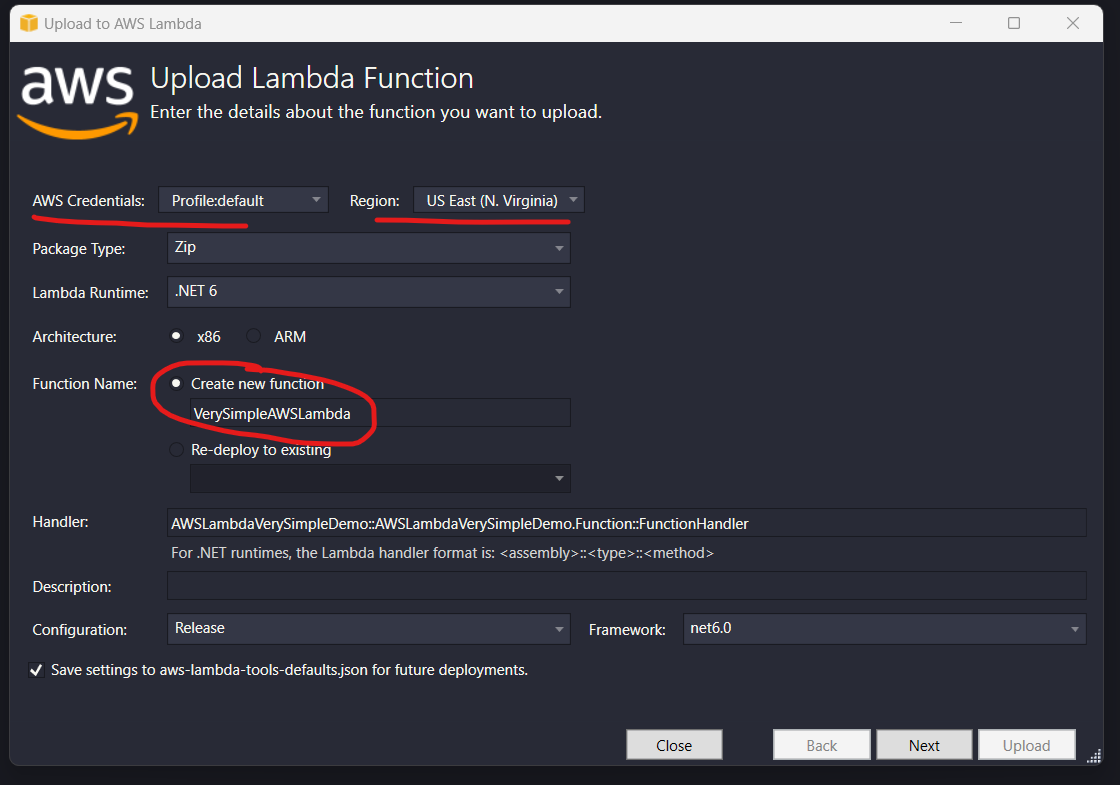 Upload to AWS Lambda
aws
Upload Lambda Function
Enter the details about the function you want to upload.
AWS Credentials: Profile:default Region: US East (N. Virginia)
Package Type: Zip
Lambda Runtime: .NET 6
Architecture: x86 ARM
Function Name: Create new function
VerySimpleAWSLambda
Re-deploy to existing
Handler: AWSLambdaVerySimpleDemo::AWSLambdaVerySimpleDemo.Function::FunctionHandler
For .NET runtimes, the Lambda handler format is: <assembly>::<type>::<method>
Description:
Configuration: Release Framework: net6.0
Save settings to aws-lambda-tools-defaults.json for future deployments.
Close Back Next Upload